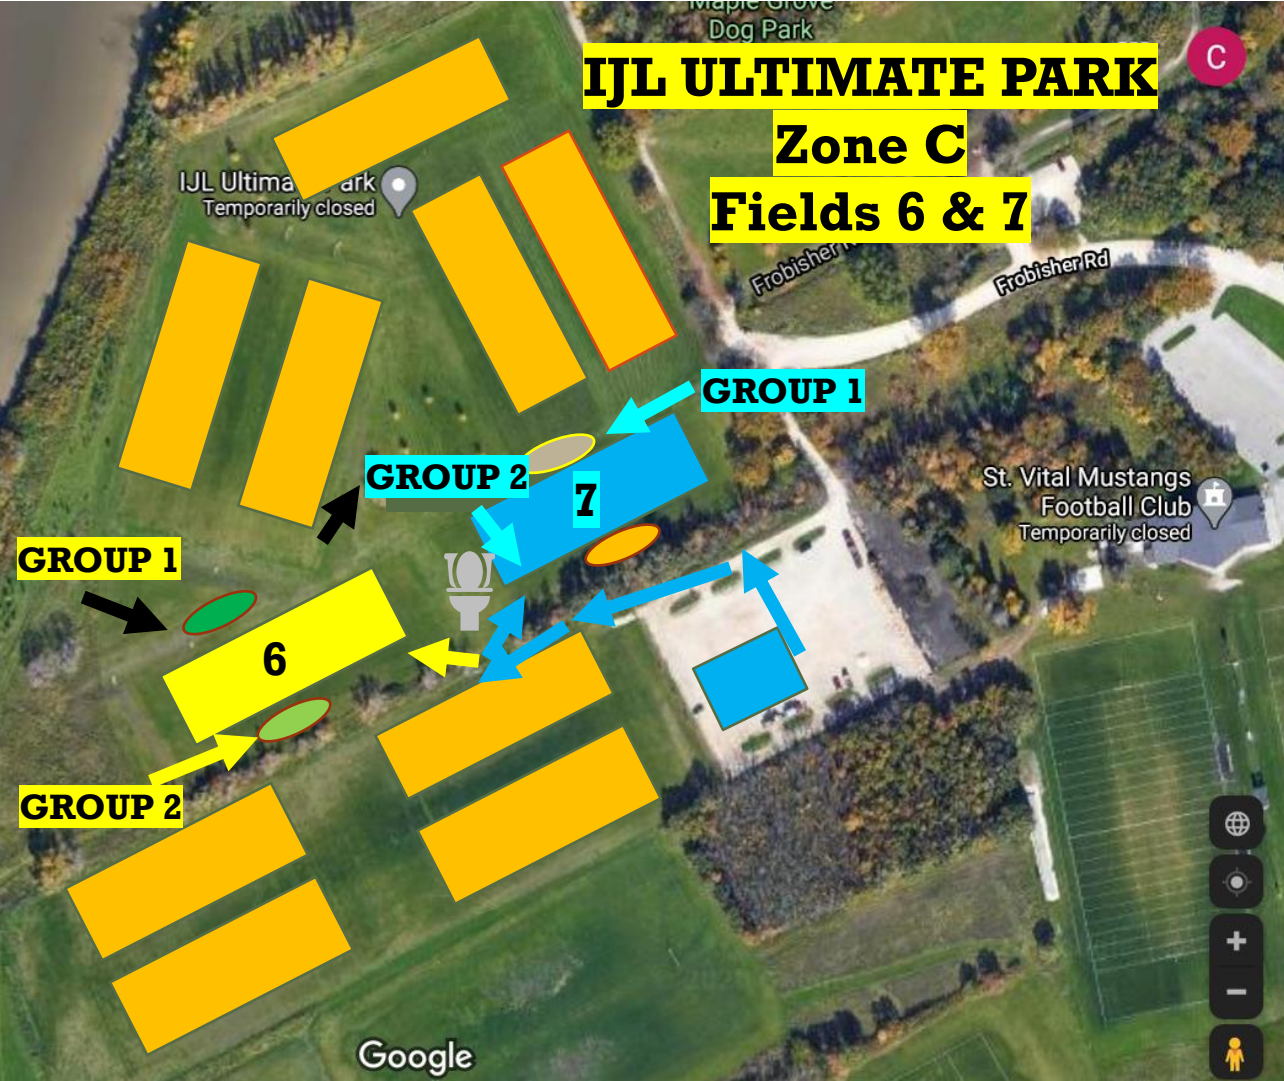 Maple Grove
Dog Park
IJL ULTIMATE PARK
C
Zone C
Fields 6 & 7
IJL Ultima ark
Temporarily closed
Frobisher
Frobisher Rd
GROUP 1
GROUP 2
7
St. Vital Mustangs
Football Club
Temporarily closed
GROUP 1
6
GROUP 2
Google